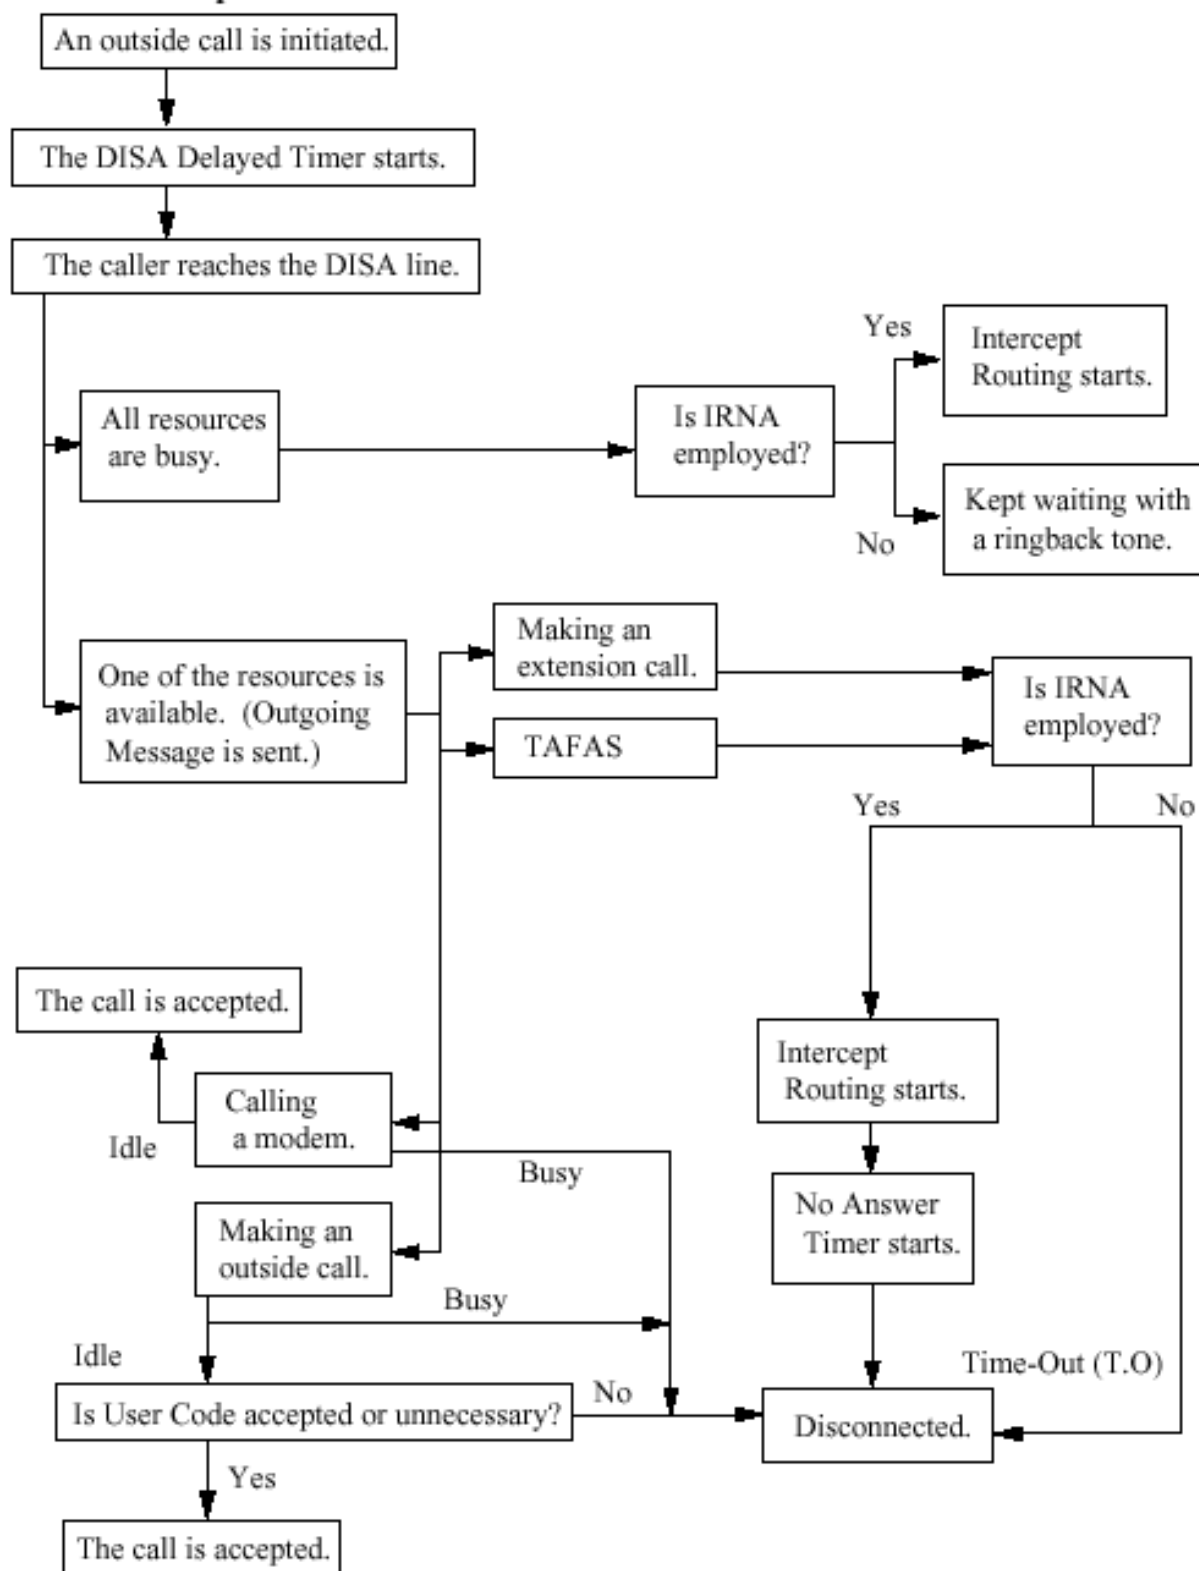 An outside call is initiated.
The DISA Delayed Timer starts.
The caller reaches the DISA line.
Yes
Intercept
Routing starts.
All resources
are busy.
Is IRNA
employed?
Kept waiting with
a ringback tone.
No
Making an
extension call.
One of the resources is
available. (Outgoing
Message is sent.)
Is IRNA
employed?
TAFAS
Yes
No
The call is accepted.
Intercept
Routing starts.
Calling
a modem.
Idle
Busy
No Answer
Timer starts.
Making an
outside call.
Busy
Idle
Time-Out (T.O)
No
Is User Code accepted or unnecessary?
Disconnected.
Yes
The call is accepted.